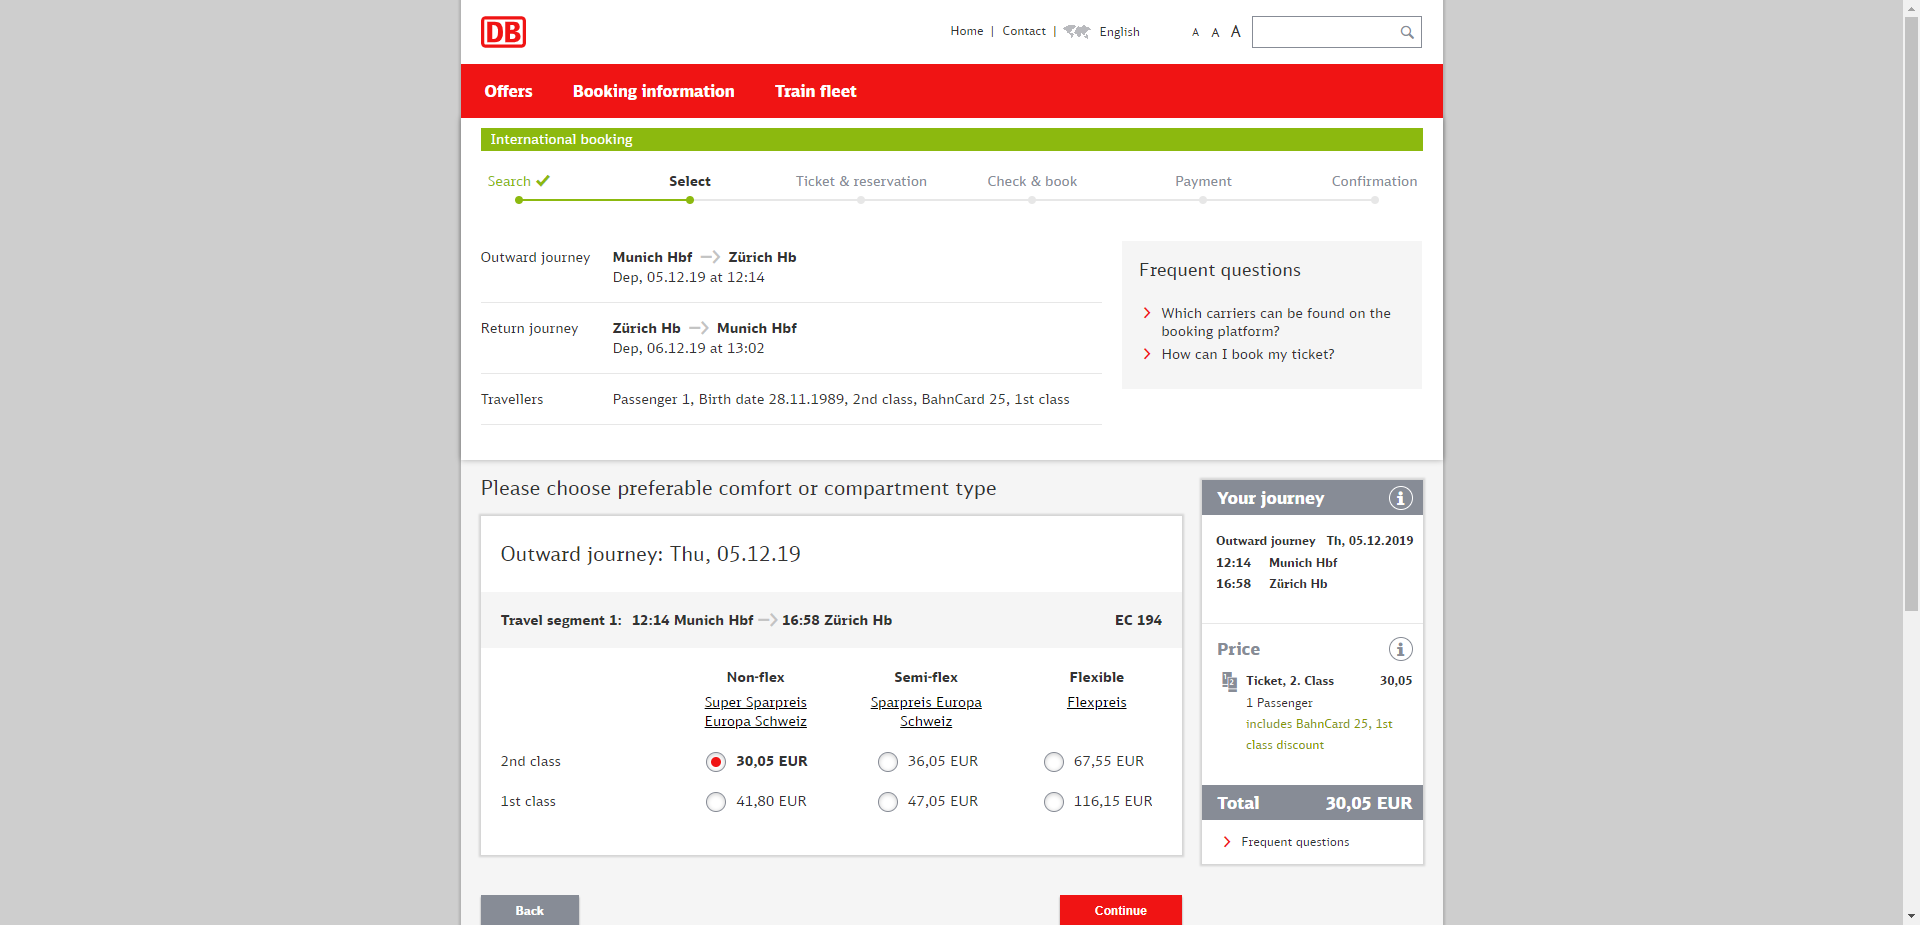 DB
Home | Contact | English
A A A
Offers Booking information Train fleet
International booking
Search Select Ticket & reservation Check & book Payment Confirmation
Outward journey Munich Hbf Zürich Hb
Dep, 05.12.19 at 12:14
Return journey Zürich Hb Munich Hbf
Dep, 06.12.19 at 13:02
Travellers Passenger 1, Birth date 28.11.1989, 2nd class, BahnCard 25, 1st class
Frequent questions
Which carriers can be found on the
booking platform?
How can I book my ticket?
Please choose preferable comfort or compartment type
Outward journey: Thu, 05.12.19
Travel segment 1: 12:14 Munich Hbf 16:58 Zürich Hb EC 194
Non-flex Semi-flex Flexible
Super Sparpreis Sparpreis Europa Flexpreis
Europa Schweiz Schweiz
2nd class 30,05 EUR 36,05 EUR 67,55 EUR
1st class 41,80 EUR 47,05 EUR 116,15 EUR
Your journey
Outward journey Th, 05.12.2019
12:14 Munich Hbf
16:58 Zürich Hb
Price
Ticket, 2. Class 30,05
1 Passenger
includes BahnCard 25, 1st
class discount
Total 30,05 EUR
Frequent questions
Back Continue